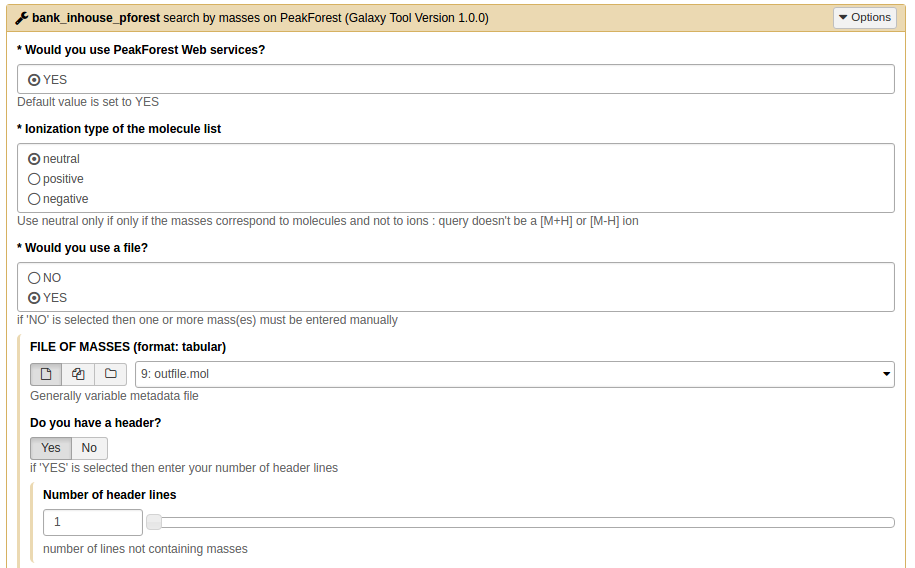 bank_inhouse_pforest search by masses on PeakForest (Galaxy Tool Version 1.0.0)
Options
* Would you use PeakForest Web services?
YES
Default value is set to YES
* Ionization type of the molecule list
neutral
positive
negative
Use neutral only if only if the masses correspond to molecules and not to ions : query doesn't be a [M+H] or [M-H] ion
* Would you use a file?
NO
YES
if 'NO' is selected then one or more mass(es) must be entered manually
FILE OF MASSES (format: tabular)
9: outfile.mol
Generally variable metadata file
Do you have a header?
Yes No
if 'YES' is selected then enter your number of header lines
Number of header lines
1
number of lines not containing masses